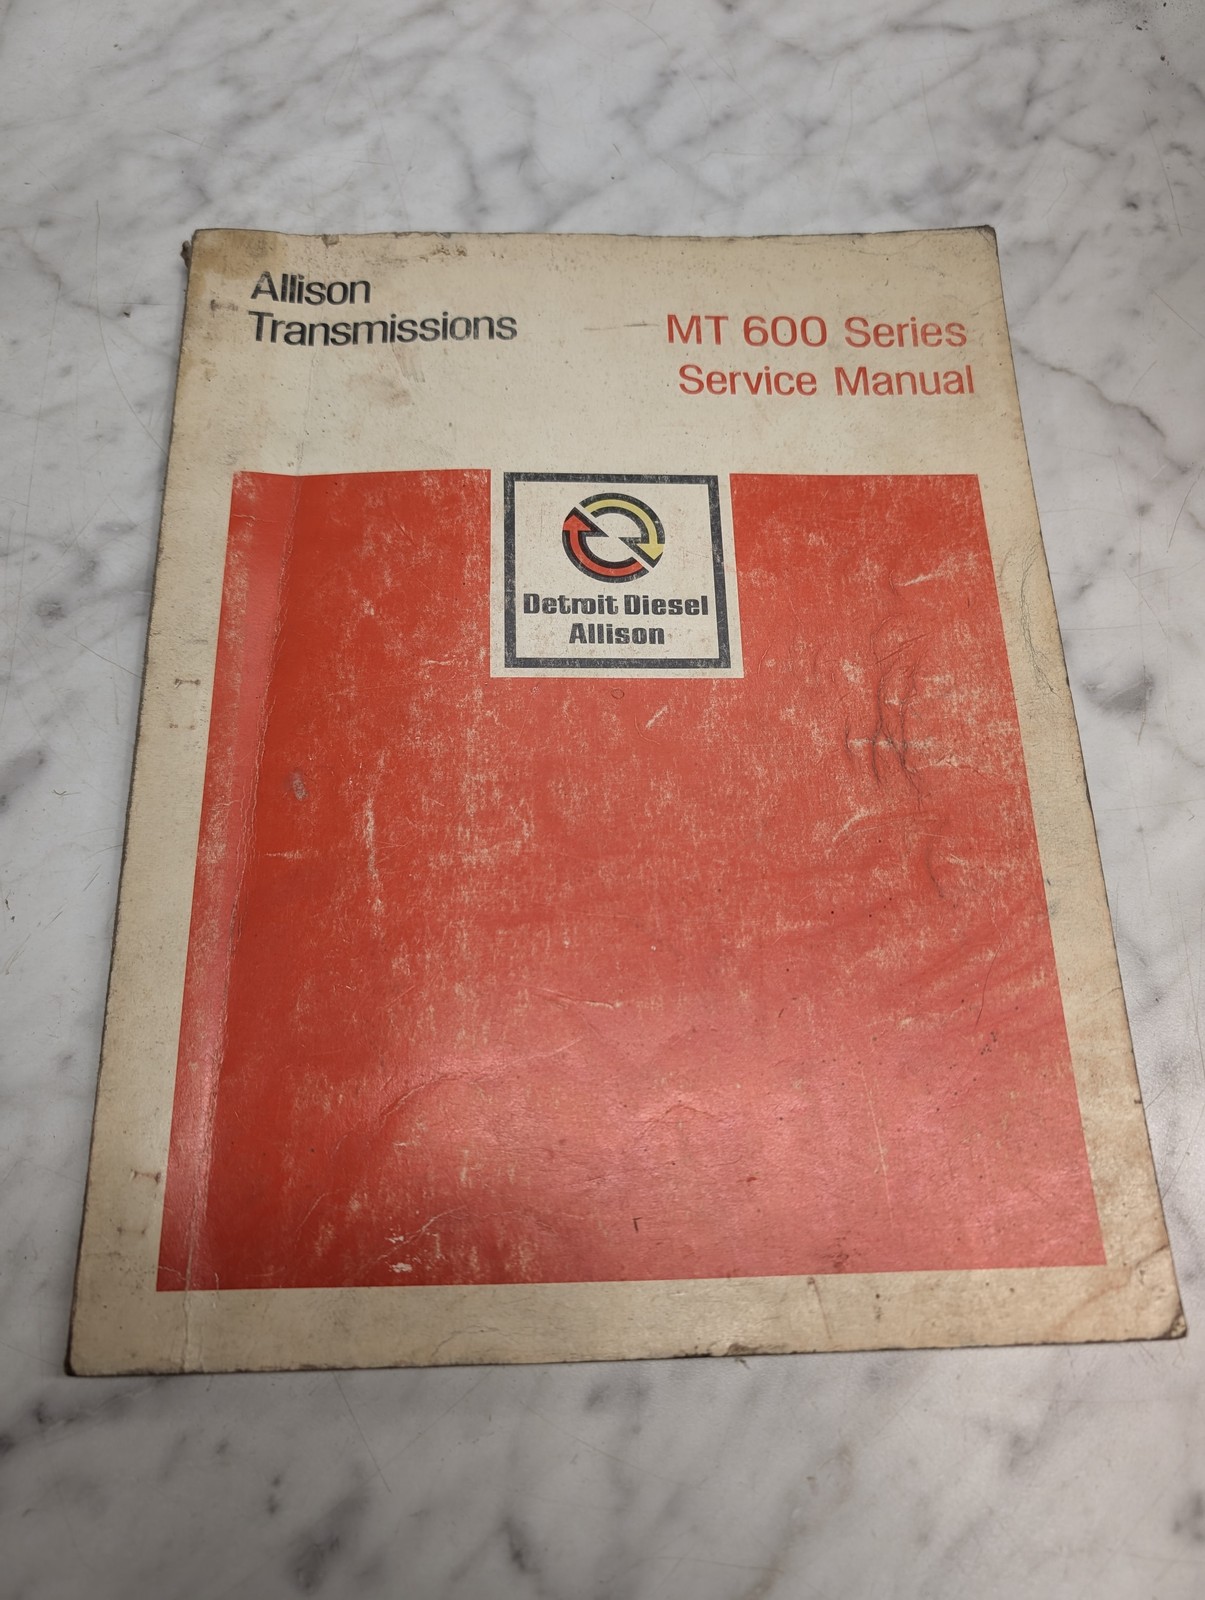 Allison
Transmissions
MT 600 Series
Service Manual
Detroit Diesel
Allison